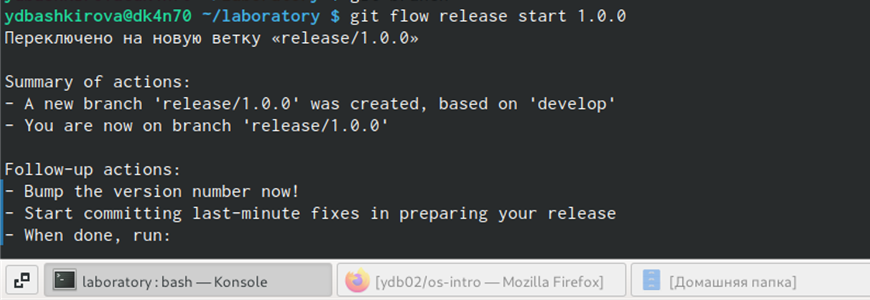 ydbashkirova@dk4n70 ~/laboratory $ git flow release start 1.0.0
Переключено на новую ветку «release/1.0.0»
Summary of actions:
- A new branch 'release/1.0.0' was created, based on 'develop'
- You are now on branch 'release/1.0.0'
Follow-up actions:
- Bump the version number now!
- Start committing last-minute fixes in preparing your release
- When done, run:
laboratory : bash — Konsole
[ydb02/os-intro — Mozilla Firefox]
[Домашняя папка]